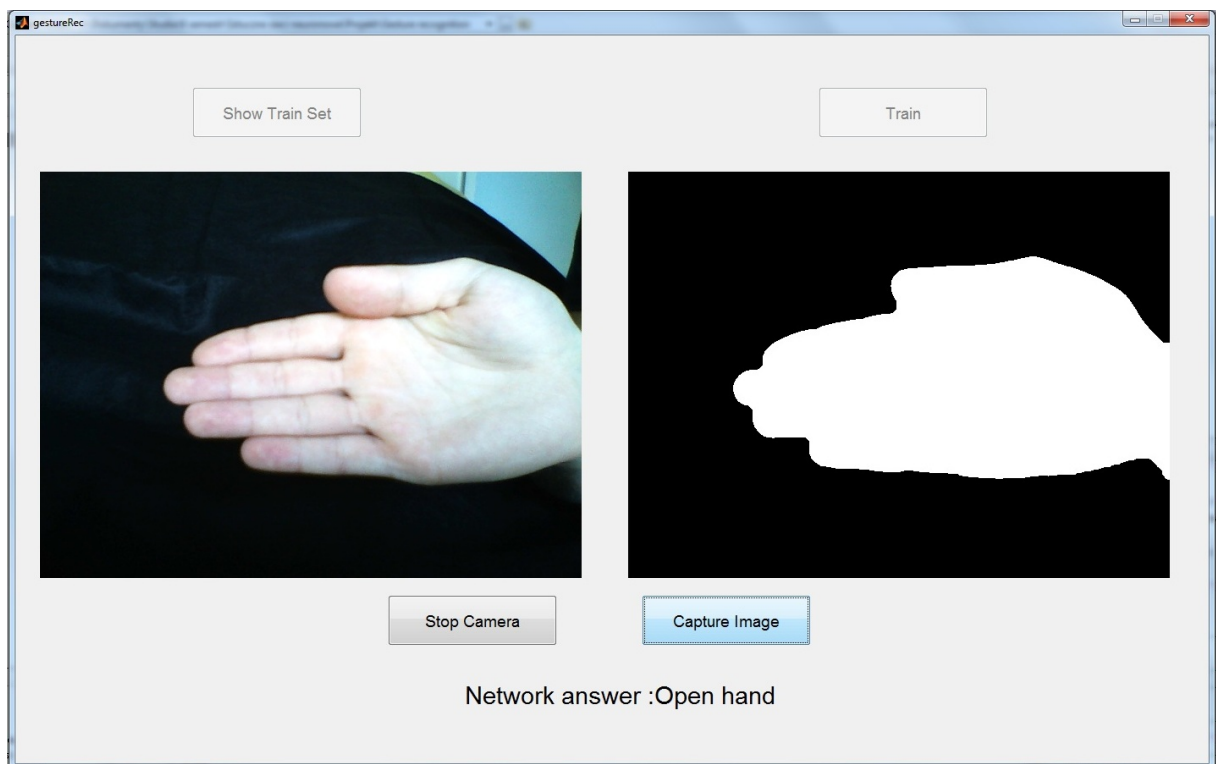 gestureRec
Show Train Set
Train
Stop Camera
Capture Image
Network answer :Open hand